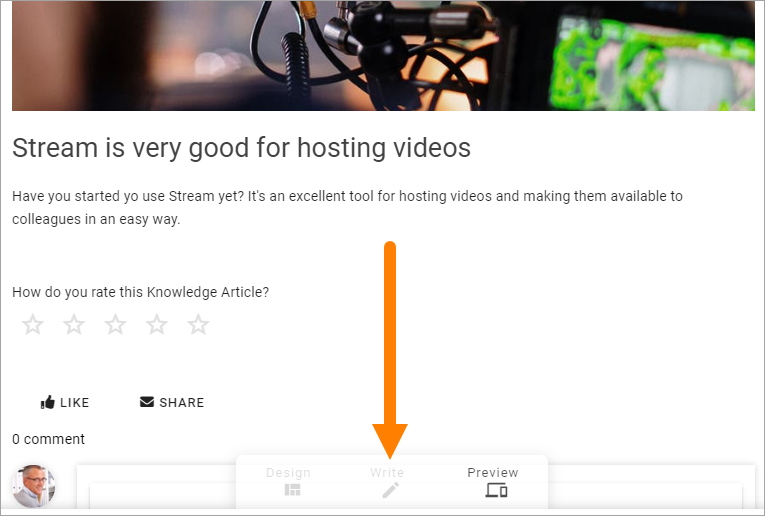 Stream is very good for hosting videos
Have you started yo use Stream yet? It's an excellent tool for hosting videos and making them available to
colleagues in an easy way.
How do you rate this Knowledge Article?
LIKE SHARE
0 comment
Design Write Preview